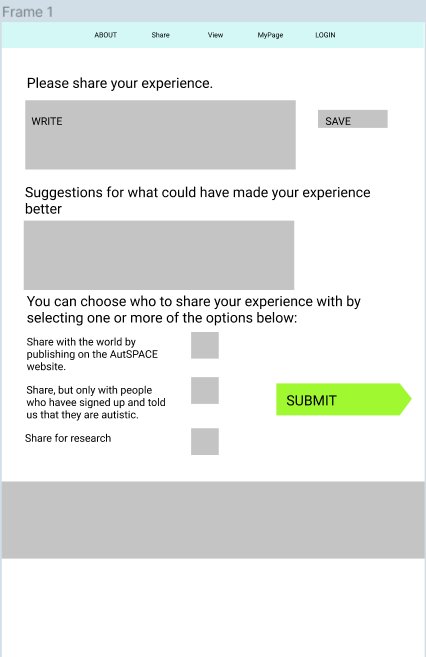 Frame 1
ABOUT Share View MyPage LOGIN
Please share your experience.
WRITE
SAVE
Suggestions for what could have made your experience
better
You can choose who to share your experience with by
selecting one or more of the options below:
Share with the world by
publishing on the AutSPACE
website.
Share, but only with people
who havee signed up and told
us that they are autistic.
SUBMIT
Share for research